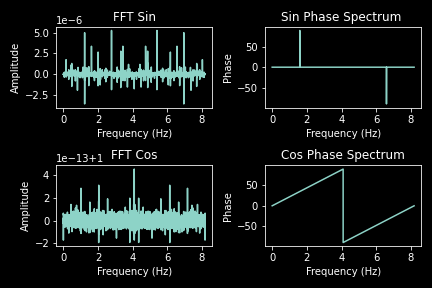 FFT Sin
1e−6
Amplitude
5.0
2.5
0.0
−2.5
0 2 4 6 8
Frequency (Hz)
Sin Phase Spectrum
Phase
50
0
−50
0 2 4 6 8
Frequency (Hz)
FFT Cos
1e−13+1
Amplitude
4
2
0
−2
0 2 4 6 8
Frequency (Hz)
Cos Phase Spectrum
Phase
50
0
−50
0 2 4 6 8
Frequency (Hz)